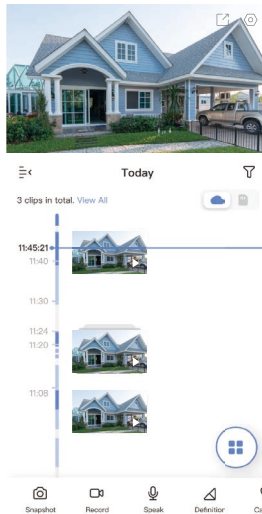 Today
3 clips in total. View All
11:45:21
11:40
11:30
11:24
11:20
11:08
Snapshot
Record
Speak
Definition
Ca